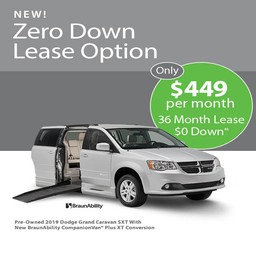 NEW!
Zero Down
Lease Option
Only
$449
per month
36 Month Lease
$0 Down**
BraunAbility
Pre-Owned 2019 Dodge Grand Caravan SXT With
New BraunAbility CompanionVan® Plus XT Conversion